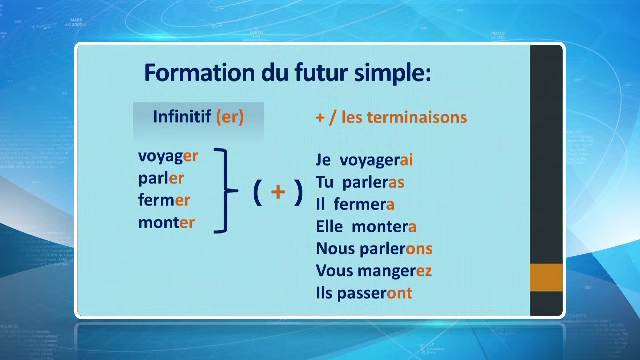 Formation du futur simple:
Infinitif (er)
+ / les terminaisons
voyager
parler
fermer
monter
( + )
Je voyagerai
Tu parleras
Il fermera
Elle montera
Nous parlerons
Vous mangerez
Ils passeront